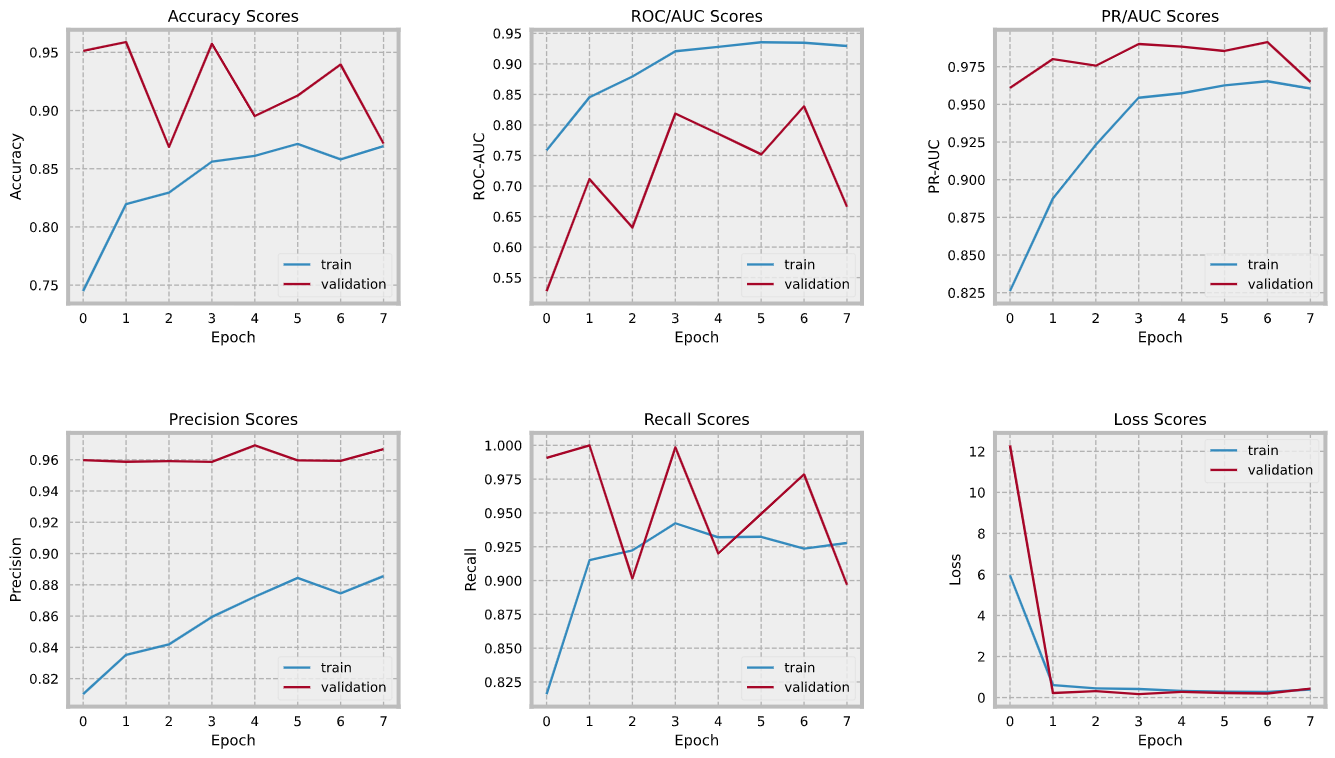 Accuracy Scores
Accuracy
0.95
0.90
0.85
0.80
0.75
train
validation
0 1 2 3 4 5 6 7
Epoch
ROC/AUC Scores
ROC-AUC
0.95
0.90
0.85
0.80
0.75
0.70
0.65
0.60
0.55
train
validation
0 1 2 3 4 5 6 7
Epoch
PR/AUC Scores
PR-AUC
0.975
0.950
0.925
0.900
0.875
0.850
0.825
train
validation
0 1 2 3 4 5 6 7
Epoch
Precision Scores
Precision
0.96
0.94
0.92
0.90
0.88
0.86
0.84
0.82
train
validation
0 1 2 3 4 5 6 7
Epoch
Recall Scores
Recall
1.000
0.975
0.950
0.925
0.900
0.875
0.850
0.825
train
validation
0 1 2 3 4 5 6 7
Epoch
Loss Scores
Loss
12
10
8
6
4
2
0
train
validation
0 1 2 3 4 5 6 7
Epoch